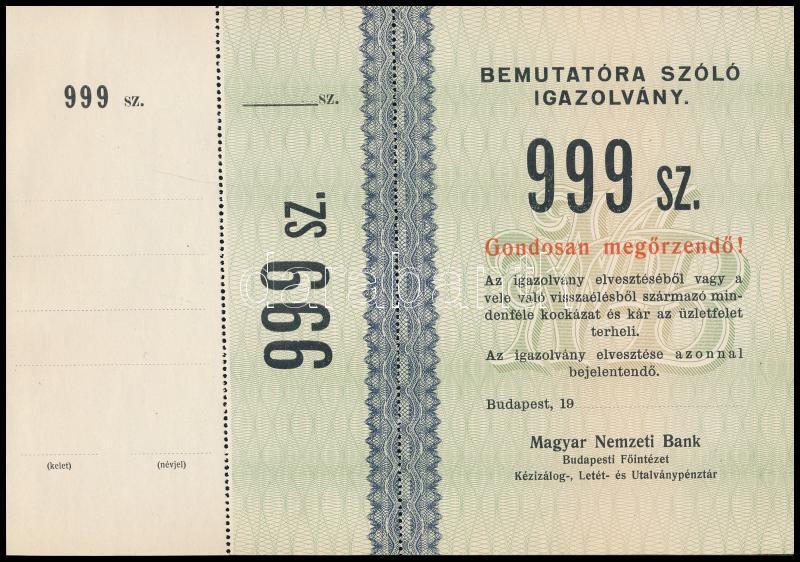 999 sz.
(kelet) (névjel)
sz.
999 sz.
BEMUTATÓRA SZÓLÓ
IGAZOLVÁNY.
999 sz.
Gondosan megőrzendő!
Az igazolvány elvesztéséből vagy a
vele való visszaélésből származó min-
denféle kockázat és kár az üzletfelet
terheli.
Az igazolvány elvesztése azonnal
bejelentendő.
Budapest, 19
Magyar Nemzeti Bank
Budapesti Főintézet
Kézizálog-, Letét- és Utalványpénztár